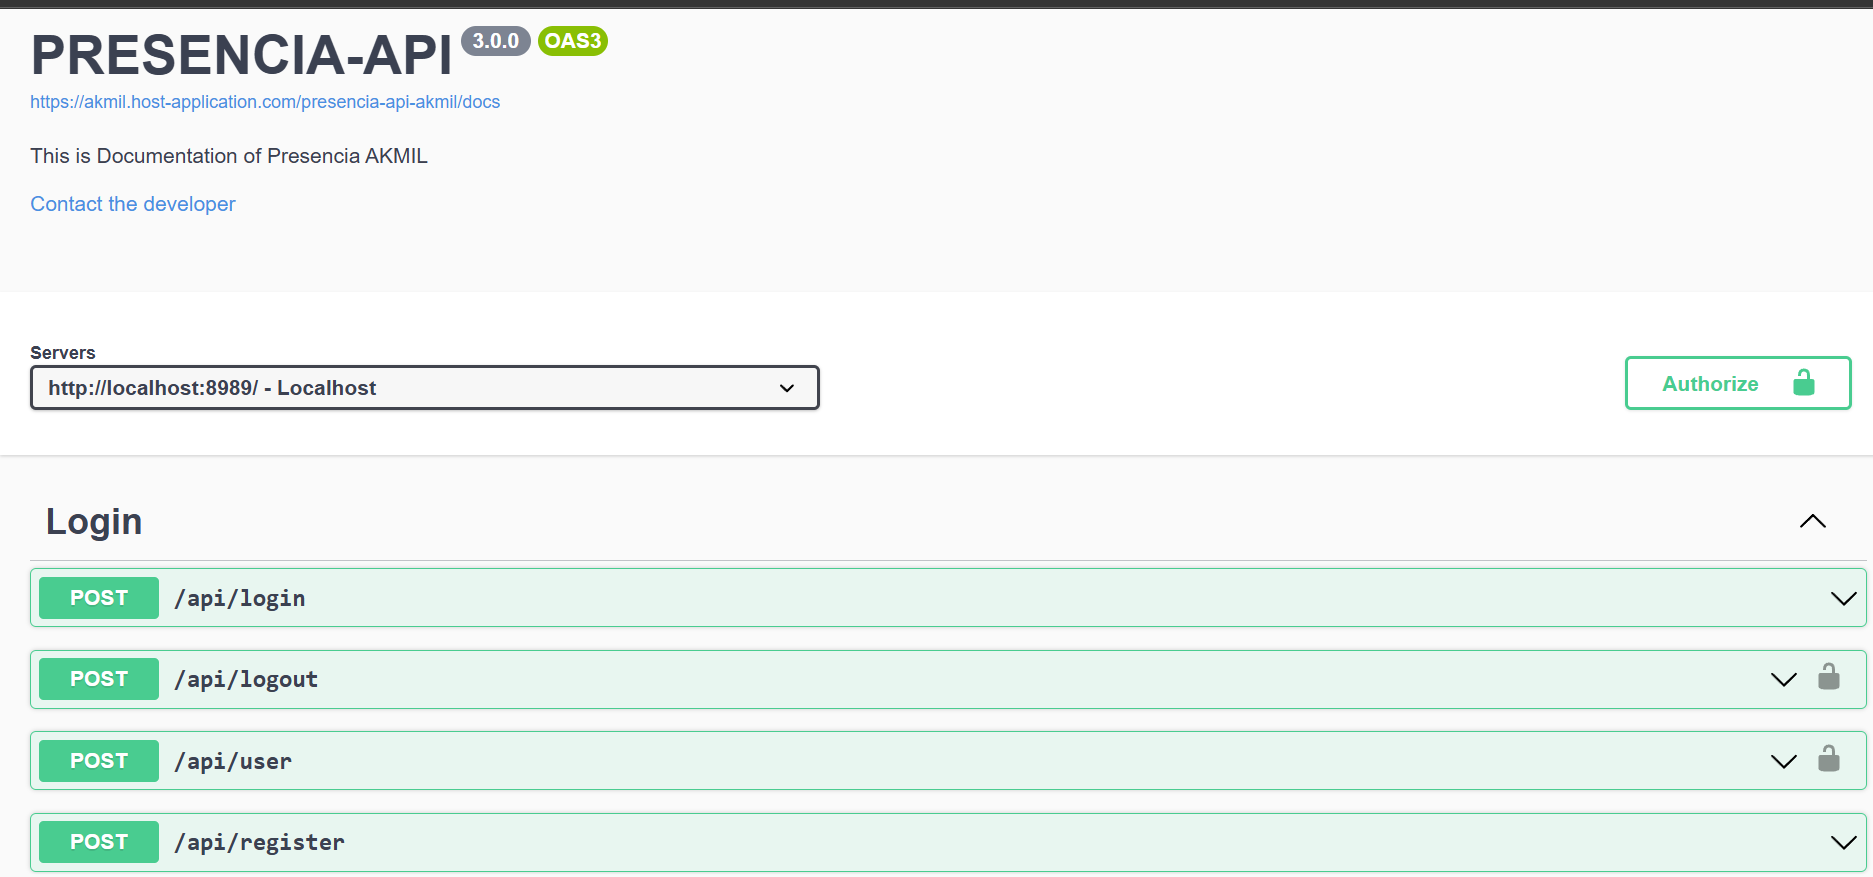 PRESENCIA-API 3.0.0 OAS3
https://akmil.host-application.com/presencia-api-akmil/docs
This is Documentation of Presencia AKMIL
Contact the developer
Servers
http://localhost:8989/ - Localhost
Authorize
Login
POST /api/login
POST /api/logout
POST /api/user
POST /api/register